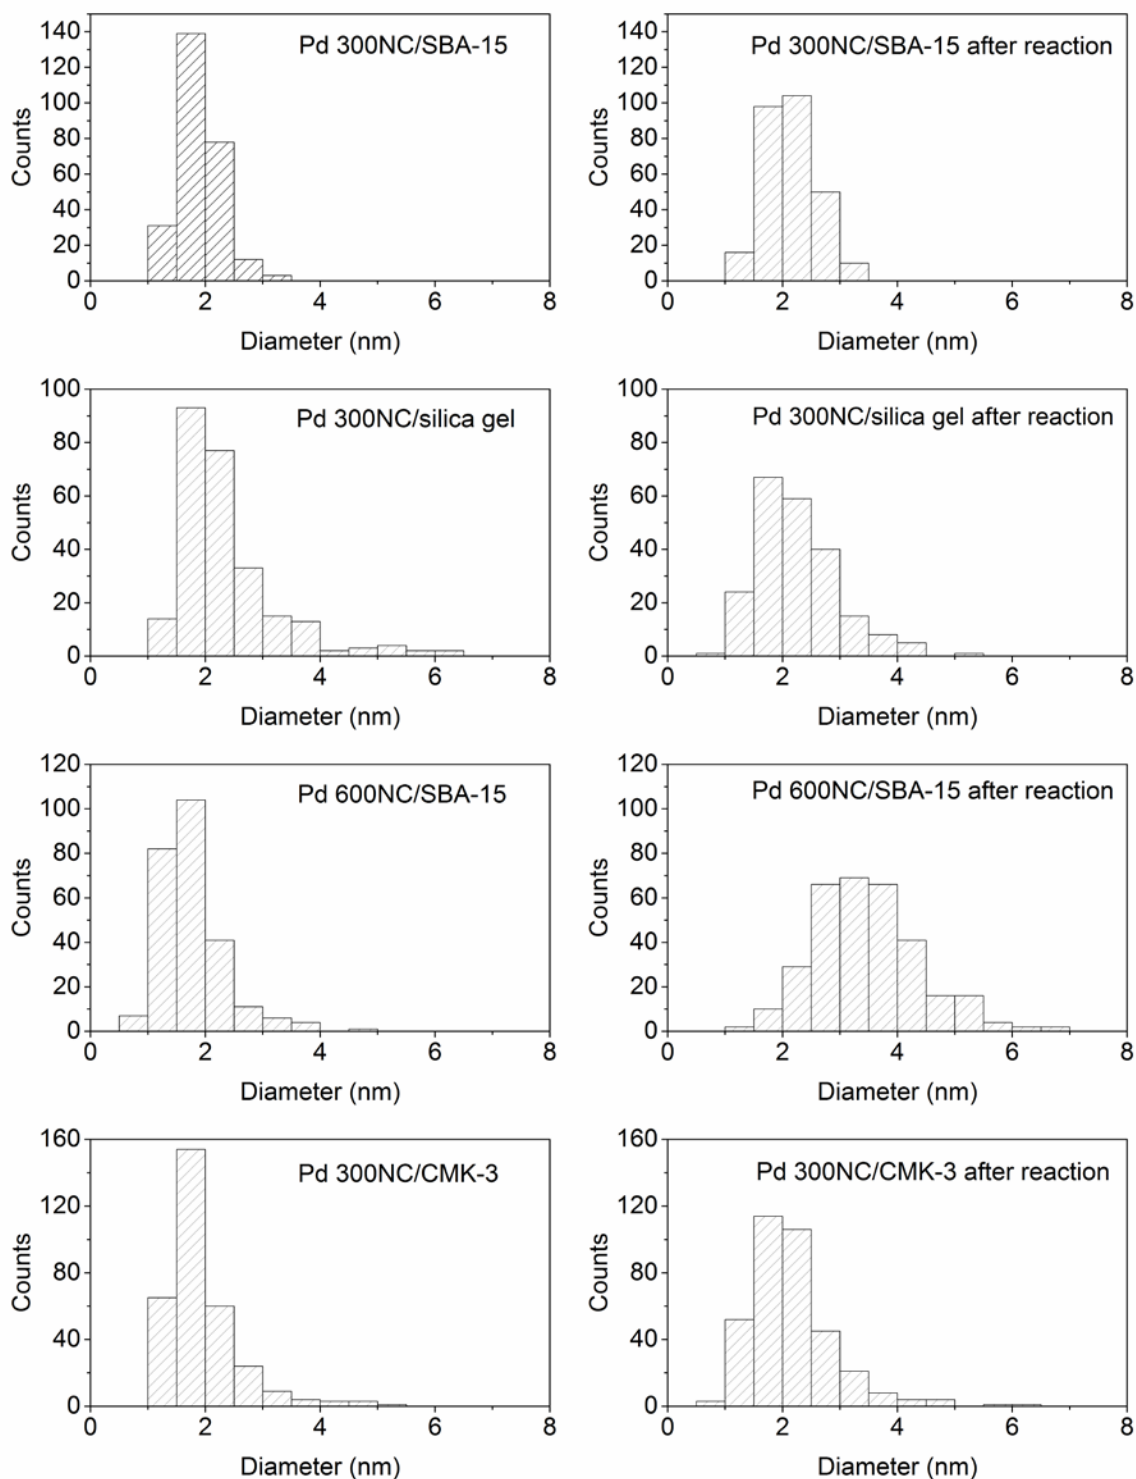 Pd 300NC/SBA-15
140
120
100
80
60
40
20
0
Counts
0 2 4 6 8
Diameter (nm)
Pd 300NC/SBA-15 after reaction
140
120
100
80
60
40
20
0
Counts
0 2 4 6 8
Diameter (nm)
Pd 300NC/silica gel
100
80
60
40
20
0
Counts
0 2 4 6 8
Diameter (nm)
Pd 300NC/silica gel after reaction
100
80
60
40
20
0
Counts
0 2 4 6 8
Diameter (nm)
Pd 600NC/SBA-15
120
100
80
60
40
20
0
Counts
0 2 4 6 8
Diameter (nm)
Pd 600NC/SBA-15 after reaction
120
100
80
60
40
20
0
Counts
0 2 4 6 8
Diameter (nm)
Pd 300NC/CMK-3
160
120
80
40
0
Counts
0 2 4 6 8
Diameter (nm)
Pd 300NC/CMK-3 after reaction
160
120
80
40
0
Counts
0 2 4 6 8
Diameter (nm)